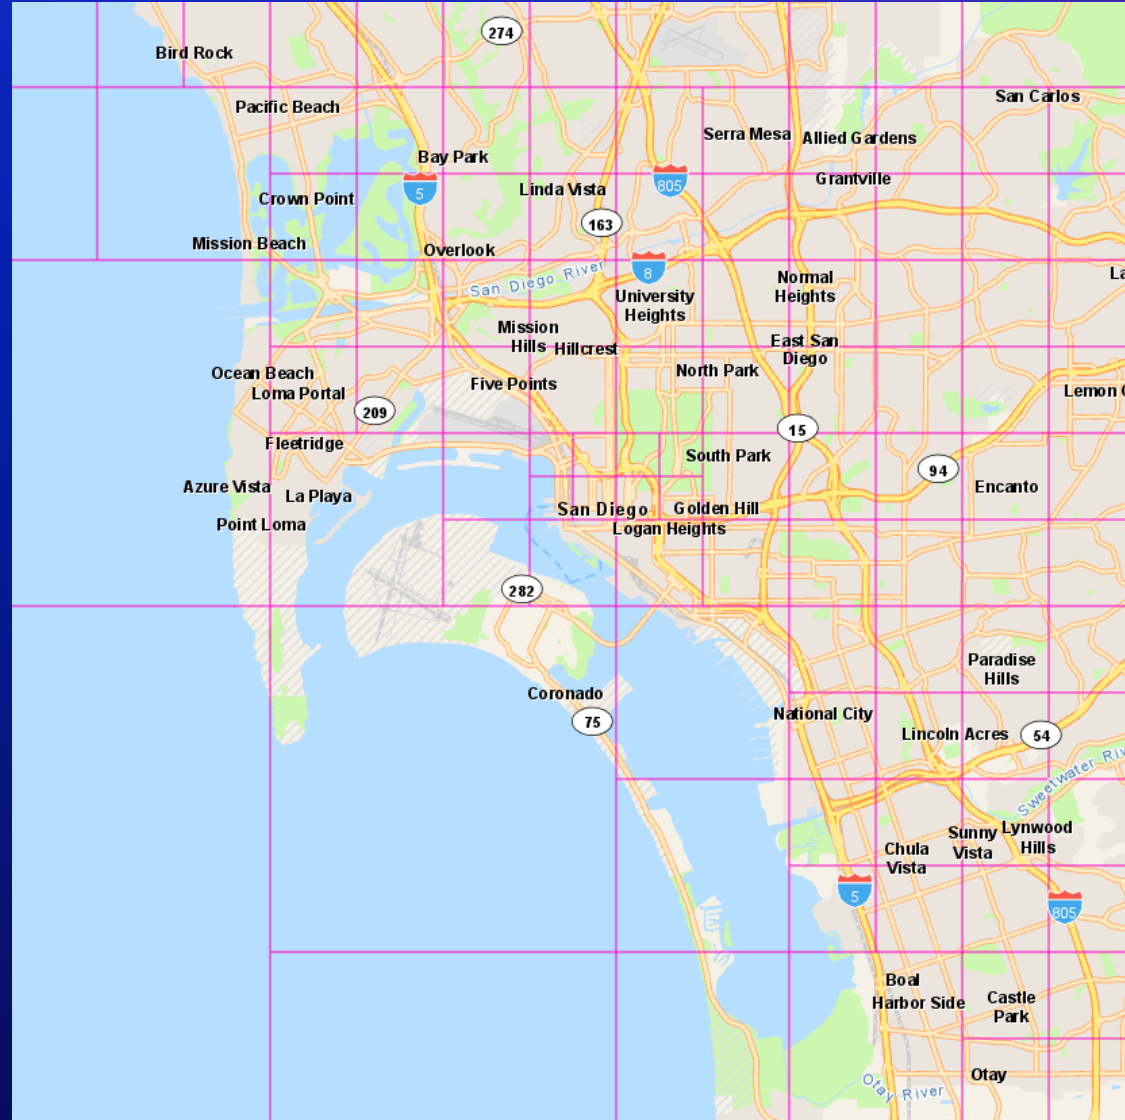 274
Bird Rock
San Carlos
Pacific Beach
Serra Mesa
Allied Gardens
Bay Park
Grantville
5
Linda Vista
805
Crown Point
163
Mission Beach
Overlook
San Diego River
8
La
Normal
Heights
University
Heights
Mission
Hills
Hillcrest
East San
Diego
Ocean Beach
North Park
Five Points
Loma Portal
Lemon
209
15
Fleetridge
South Park
94
Azure Vista
La Playa
Encanto
San Diego
Golden Hill
Point Loma
Logan Heights
282
Paradise
Hills
Coronado
75
National City
Lincoln Acres
54
Sweetwater
Sunny
Vista
Lynwood
Hills
Chula
Vista
5
805
Boal
Harbor Side
Castle
Park
Otay
Otay River